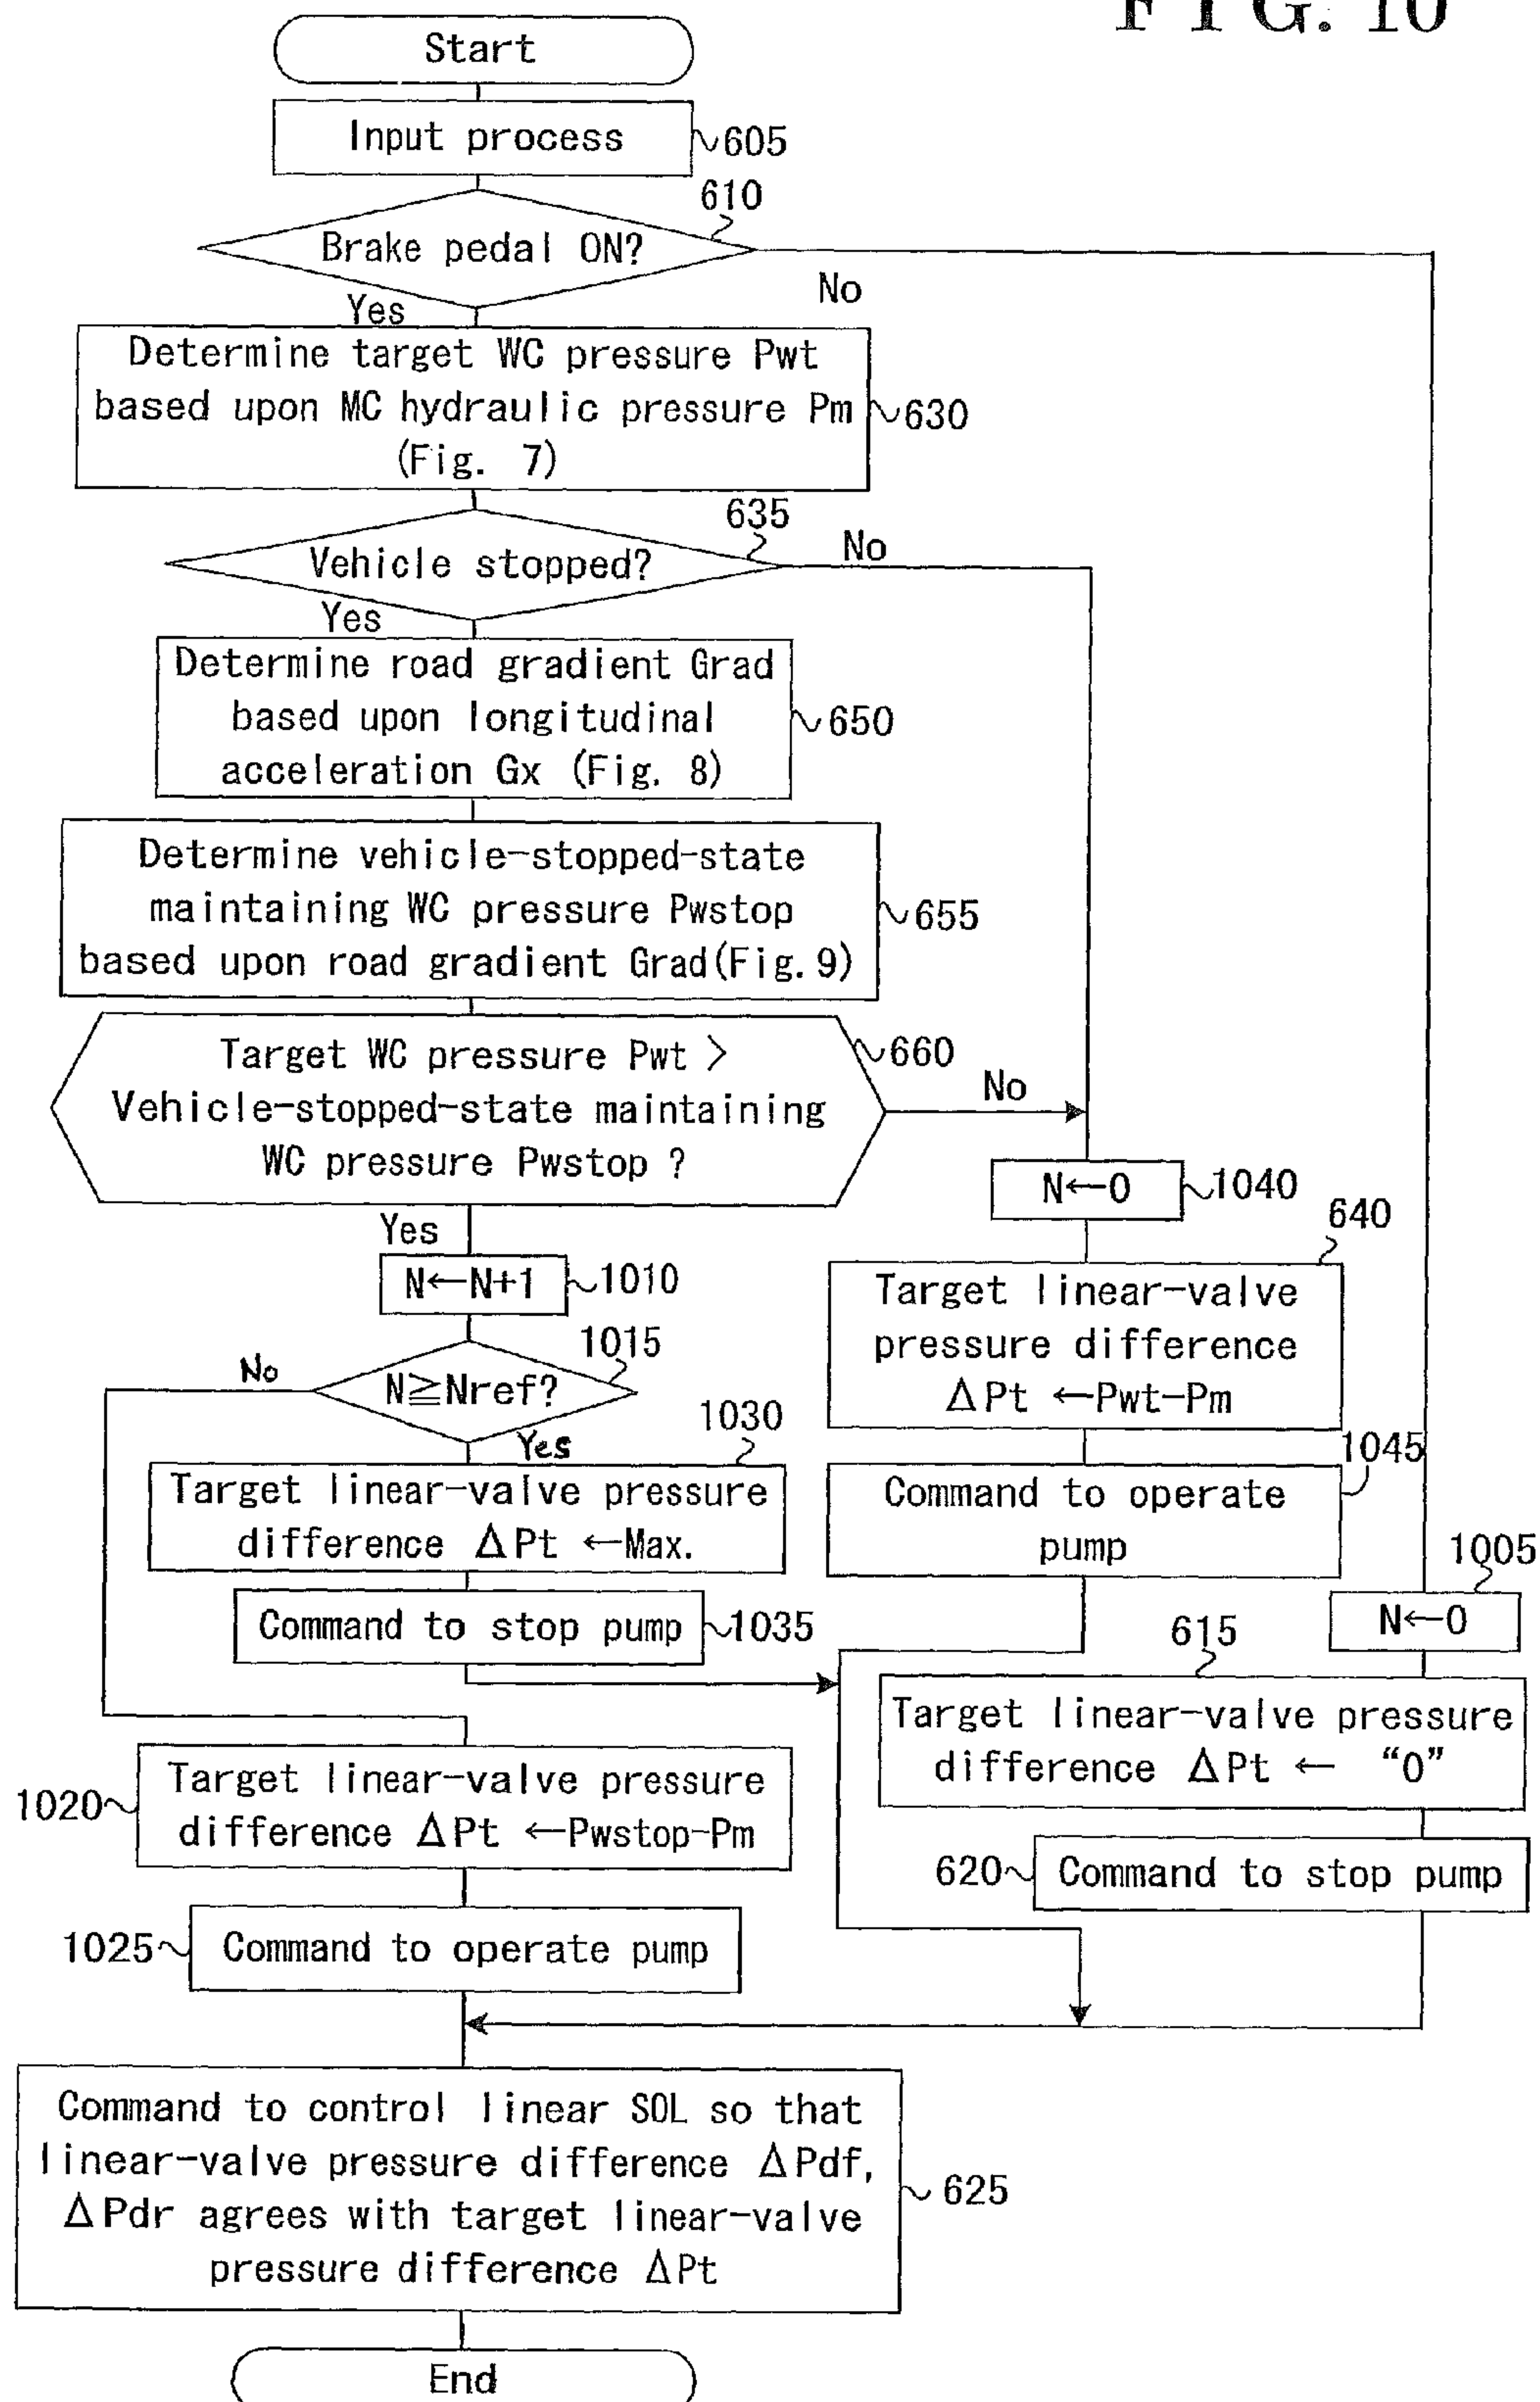 FIG. 10
Start
Input process
605
610
Brake pedal ON?
No
Yes
Determine target WC pressure Pwt
based upon MC hydraulic pressure Pm
(Fig. 7)
630
635
Vehicle stopped?
No
Yes
Determine road gradient Grad
based upon longitudinal
acceleration Gx (Fig. 8)
650
Determine vehicle-stopped-state
maintaining WC pressure Pwstop
based upon road gradient Grad(Fig. 9)
655
Target WC pressure Pwt >
Vehicle-stopped-state maintaining
WC pressure Pwstop ?
660
No
Yes
N←0
1040
N←N+1
1010
640
Target linear-valve
pressure difference
ΔPt ←Pwt-Pm
1015
N≧Nref?
No
Yes
1030
Target linear-valve pressure
difference ΔPt ←Max.
1045
Command to operate
pump
Command to stop pump
1035
1005
N←0
615
Target linear-valve pressure
difference ΔPt ← “0”
1020
Target linear-valve pressure
difference ΔPt ←Pwstop-Pm
620
Command to stop pump
1025
Command to operate pump
Command to control linear SOL so that
linear-valve pressure difference ΔPdf,
ΔPdr agrees with target linear-valve
pressure difference ΔPt
625
End